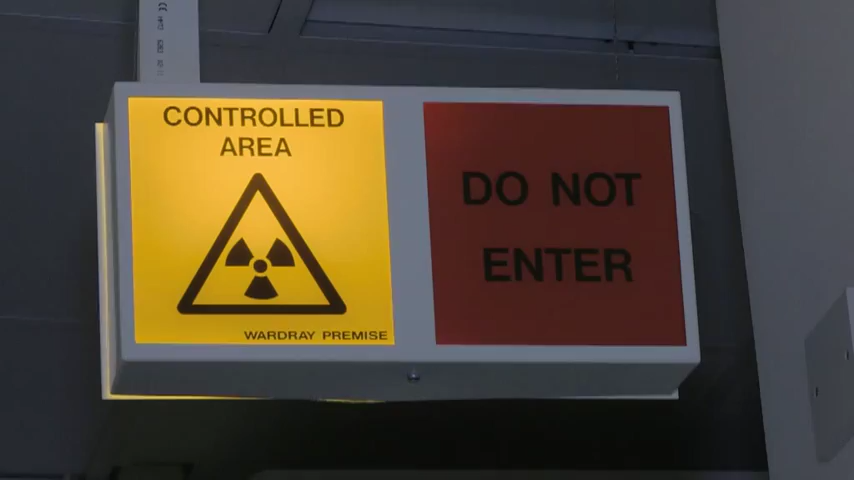 CONTROLLED
AREA
WARDRAY PREMISE
DO NOT
ENTER